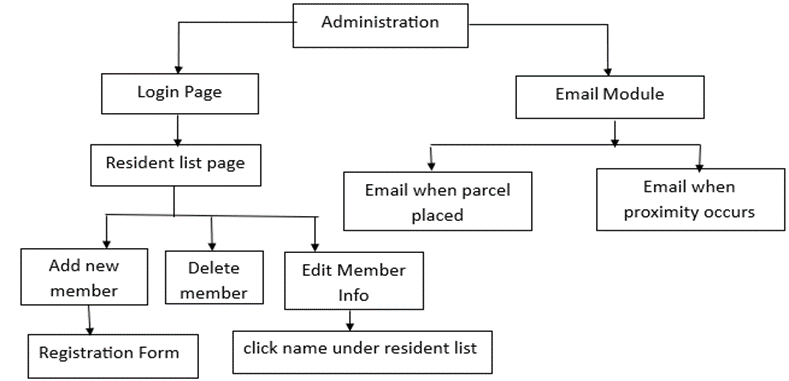 Administration
Login Page
Email Module
Resident list page
Email when parcel
placed
Email when
proximity occurs
Add new
member
Delete
member
Edit Member
Info
Registration Form
click name under resident list